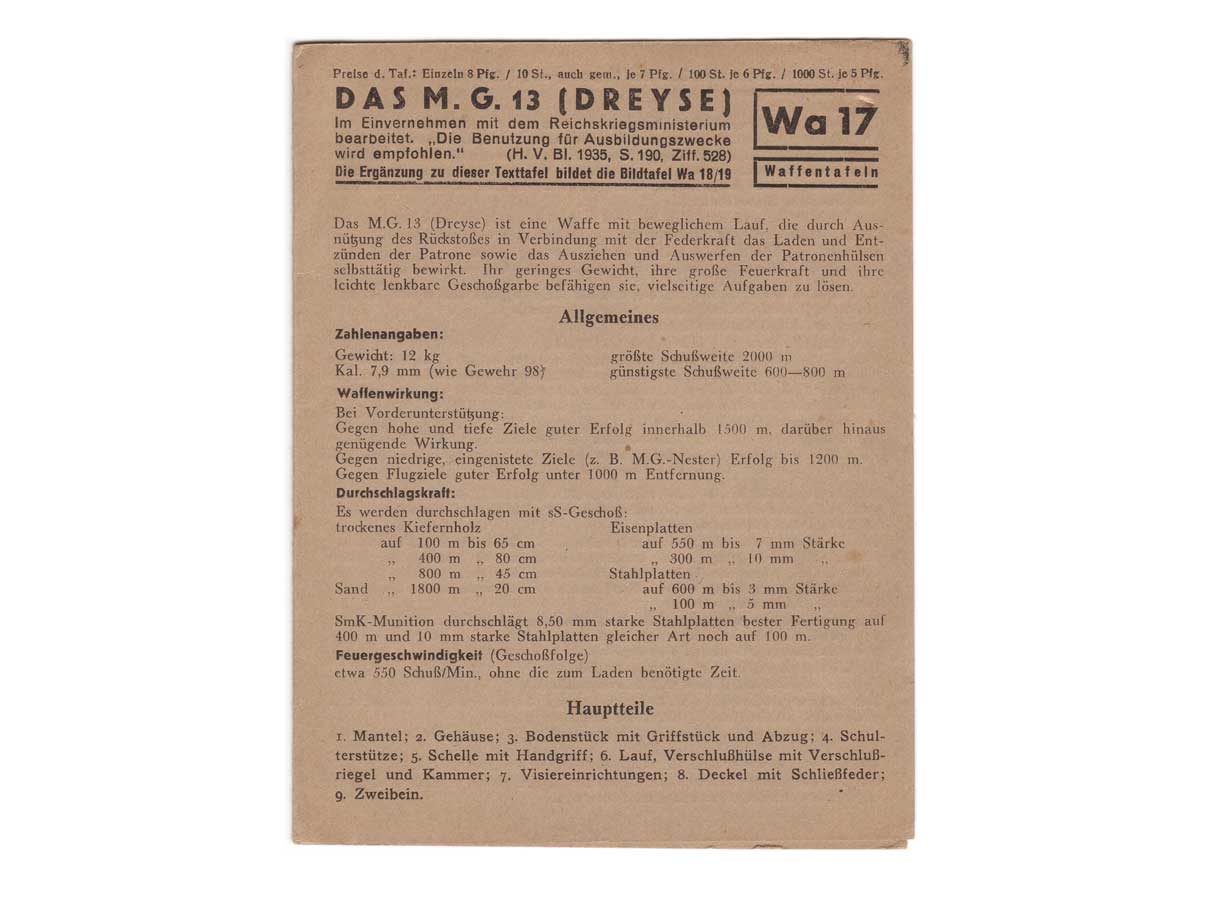 Preise d. Taf.: Einzeln 8 Pfg. / 10 St., auch gem., je 7 Pfg. / 100 St. je 6 Pfg. / 1000 St. je 5 Pfg.
DAS M. G. 13 (DREYSE)
Im Einvernehmen mit dem Reichskriegsministerium
bearbeitet. „Die Benutzung für Ausbildungszwecke
wird empfohlen.“ (H. V. Bl. 1935, S. 190, Ziff. 528)
Die Ergänzung zu dieser Texttafel bildet die Bildtafel Wa 18/19
Wa 17
Waffentafeln
Das M.G. 13 (Dreyse) ist eine Waffe mit beweglichem Lauf, die durch Aus-
nützung des Rückstoßes in Verbindung mit der Federkraft das Laden und Ent-
zünden der Patrone sowie das Ausziehen und Auswerfen der Patronenhülsen
selbsttätig bewirkt. Ihr geringes Gewicht, ihre große Feuerkraft und ihre
leichte lenkbare Geschoßgarbe befähigen sie, vielseitige Aufgaben zu lösen.
Allgemeines
Zahlenangaben:
Gewicht: 12 kg größte Schußweite 2000 m
Kal. 7,9 mm (wie Gewehr 98) günstigste Schußweite 600—800 m
Waffenwirkung:
Bei Vorderunterstützung:
Gegen hohe und tiefe Ziele guter Erfolg innerhalb 1500 m, darüber hinaus
genügende Wirkung.
Gegen niedrige, eingenistete Ziele (z. B. M.G.-Nester) Erfolg bis 1200 m.
Gegen Flugziele guter Erfolg unter 1000 m Entfernung.
Durchschlagskraft:
Es werden durchschlagen mit sS-Geschoß:
trockenes Kiefernholz Eisenplatten
auf 100 m bis 65 cm auf 550 m bis 7 mm Stärke
„ 400 m „ 80 cm „ 300 m „ 10 mm „
„ 800 m „ 45 cm Stahlplatten
Sand „ 1800 m „ 20 cm auf 600 m bis 3 mm Stärke
„ 100 m „ 5 mm „
SmK-Munition durchschlägt 8,50 mm starke Stahlplatten bester Fertigung auf
400 m und 10 mm starke Stahlplatten gleicher Art noch auf 100 m.
Feuergeschwindigkeit (Geschoßfolge)
etwa 550 Schuß/Min., ohne die zum Laden benötigte Zeit.
Hauptteile
1. Mantel; 2. Gehäuse; 3. Bodenstück mit Griffstück und Abzug; 4. Schul-
terstütze; 5. Schelle mit Handgriff; 6. Lauf, Verschlußhülse mit Verschluß-
riegel und Kammer; 7. Visiereinrichtungen; 8. Deckel mit Schließfeder;
9. Zweibein.